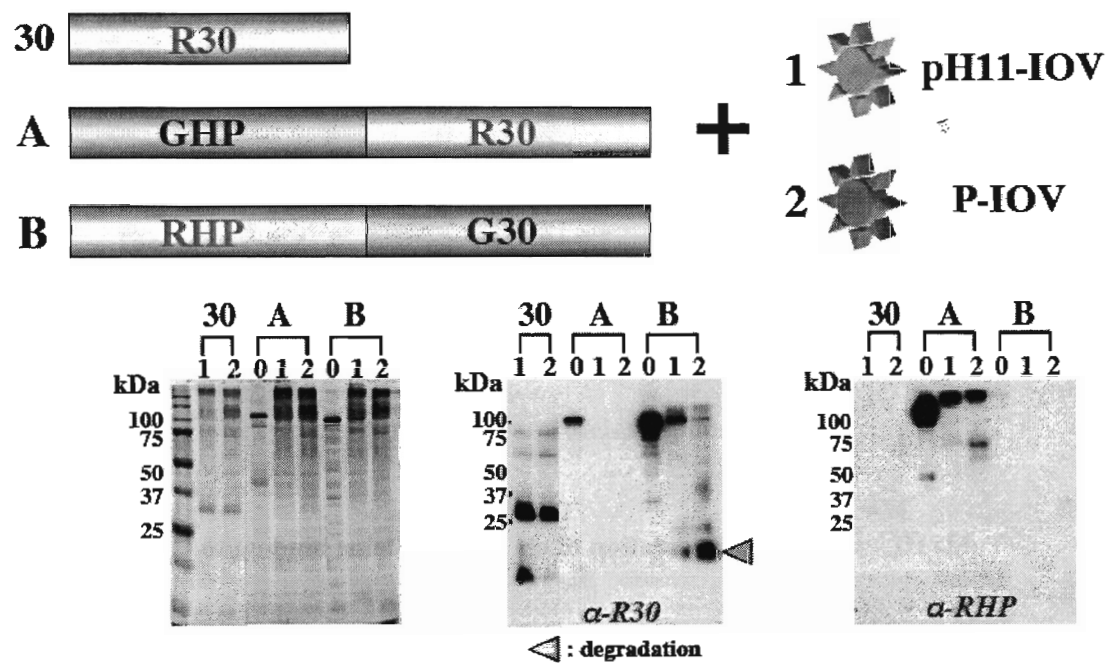 30 R30
1 pH11-IOV
A GHP R30 +
2 P-IOV
B RHP G30
30 A B
1 2 0 1 2 0 1 2
kDa
100
75
50
37
25
30 A B
1 2 0 1 2 0 1 2
kDa
100
75
50
37
25
α-R30
30 A B
1 2 0 1 2 0 1 2
kDa
100
75
50
37
25
α-RHP
: degradation